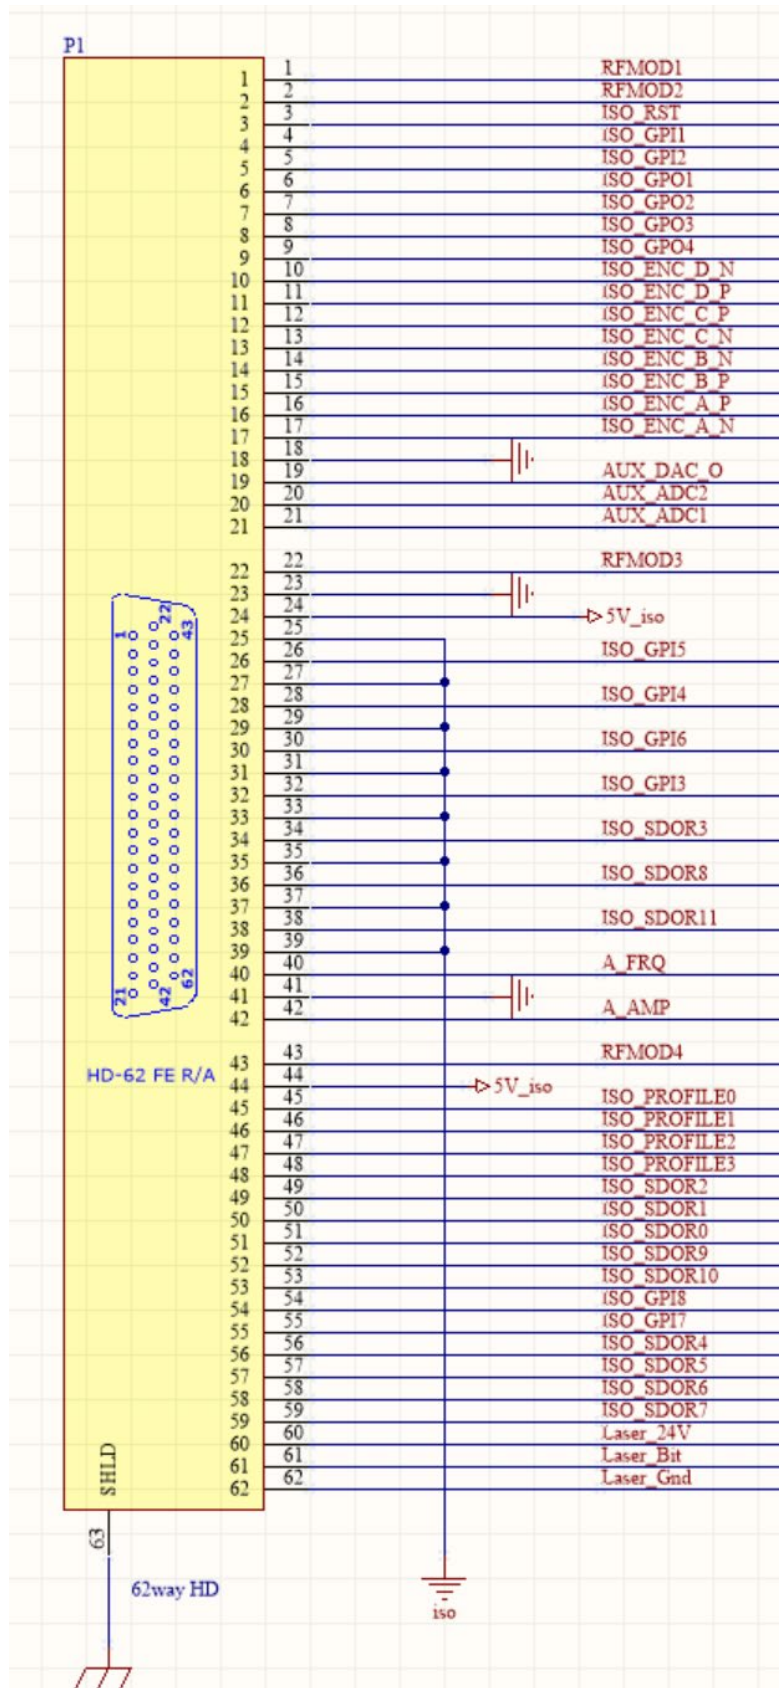 P1
1 1 RFMOD1
2 2 RFMOD2
3 3 ISO_RST
4 4 ISO_GPI1
5 5 ISO_GPI2
6 6 ISO_GPO1
7 7 ISO_GPO2
8 8 ISO_GPO3
9 9 ISO_GPO4
10 10 ISO_ENC_D_N
11 11 ISO_ENC_D_P
12 12 ISO_ENC_C_P
13 13 ISO_ENC_C_N
14 14 ISO_ENC_B_N
15 15 ISO_ENC_B_P
16 16 ISO_ENC_A_P
17 17 ISO_ENC_A_N
18 18
19 19 AUX_DAC_O
20 20 AUX_ADC2
21 21 AUX_ADC1
22 22 RFMOD3
23 23
24 24 5V_iso
25
26 26 ISO_GPI5
27 27
28 28 ISO_GPI4
29 29
30 30 ISO_GPI6
31 31
32 32 ISO_GPI3
33 33
34 34 ISO_SDOR3
35 35
36 36 ISO_SDOR8
37 37
38 38 ISO_SDOR11
39 39
40 40 A_FRQ
41 41
42 42 A_AMP
43 43 RFMOD4
44 44 5V_iso
45 45 ISO_PROFILE0
46 46 ISO_PROFILE1
47 47 ISO_PROFILE2
48 48 ISO_PROFILE3
49 49 ISO_SDOR2
50 50 ISO_SDOR1
51 51 ISO_SDOR0
52 52 ISO_SDOR9
53 53 ISO_SDOR10
54 54 ISO_GPI8
55 55 ISO_GPI7
56 56 ISO_SDOR4
57 57 ISO_SDOR5
58 58 ISO_SDOR6
59 59 ISO_SDOR7
60 60 Laser_24V
61 61 Laser_Bit
62 62 Laser_Gnd
1 22 43
21 42 62
HD-62 FE R/A
SHLD
63
62way HD
iso